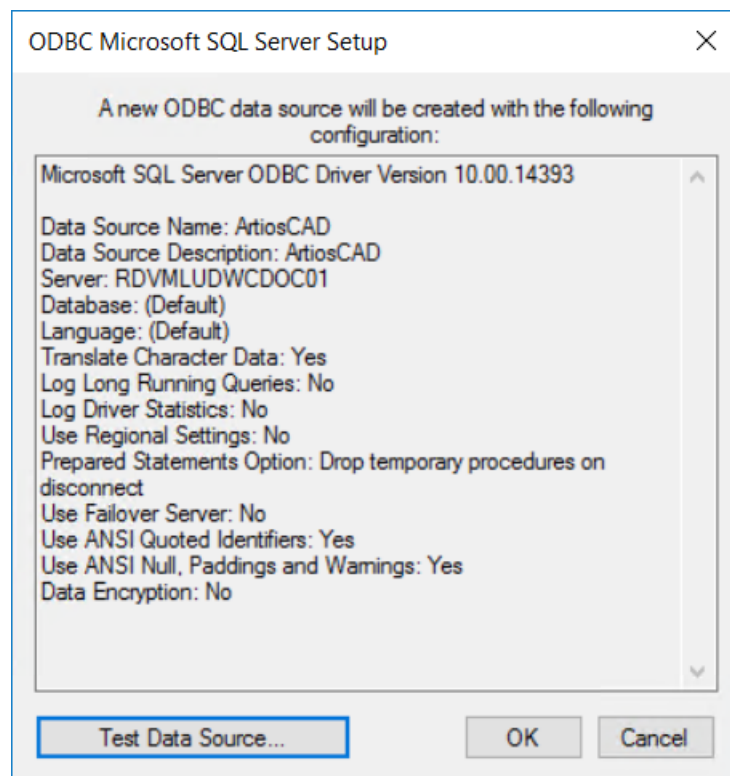 ODBC Microsoft SQL Server Setup
A new ODBC data source will be created with the following
configuration:
Microsoft SQL Server ODBC Driver Version 10.00.14393
Data Source Name: ArtiosCAD
Data Source Description: ArtiosCAD
Server: RDVMLUDWCDOC01
Database: (Default)
Language: (Default)
Translate Character Data: Yes
Log Long Running Queries: No
Log Driver Statistics: No
Use Regional Settings: No
Prepared Statements Option: Drop temporary procedures on
disconnect
Use Failover Server: No
Use ANSI Quoted Identifiers: Yes
Use ANSI Null, Paddings and Warnings: Yes
Data Encryption: No
Test Data Source... OK Cancel